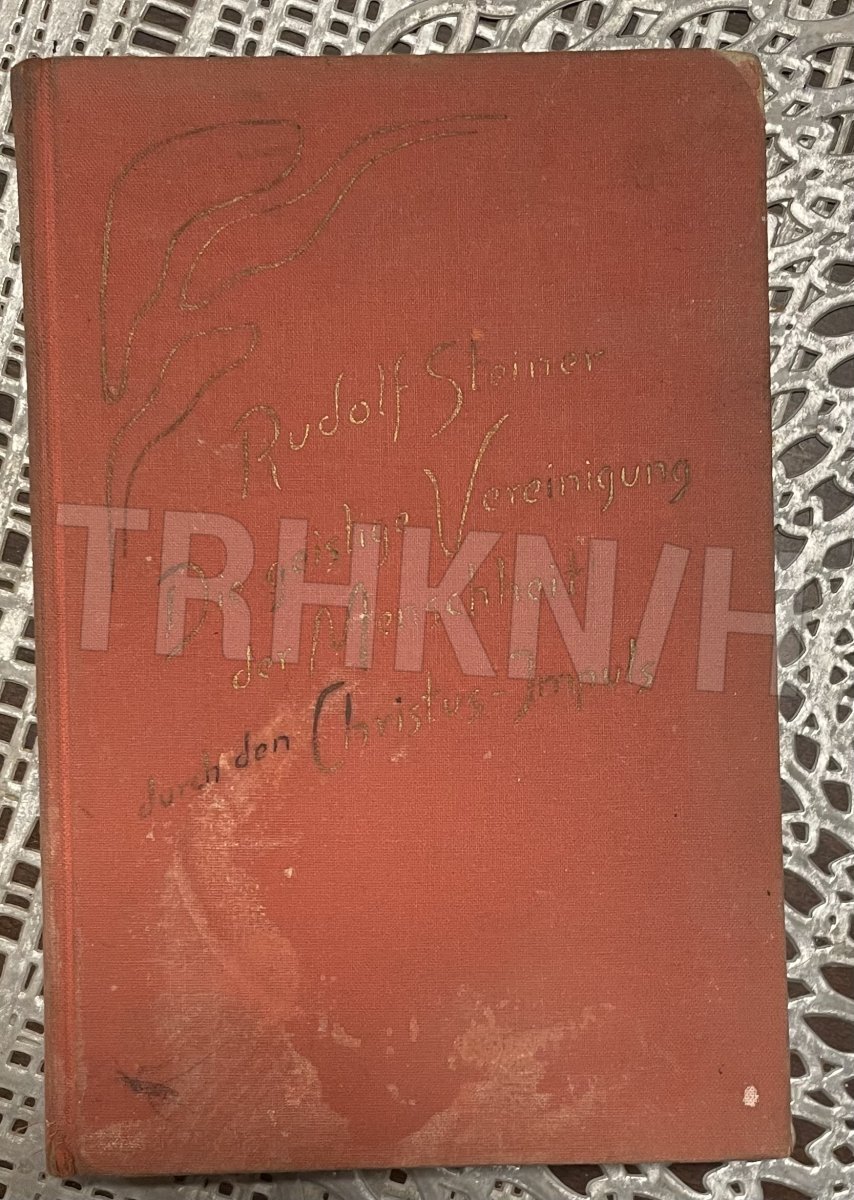 Rudolf Steiner
Die geistige Vereinigung
der Menschheit
durch den Christus-Impuls
TRHKN/H